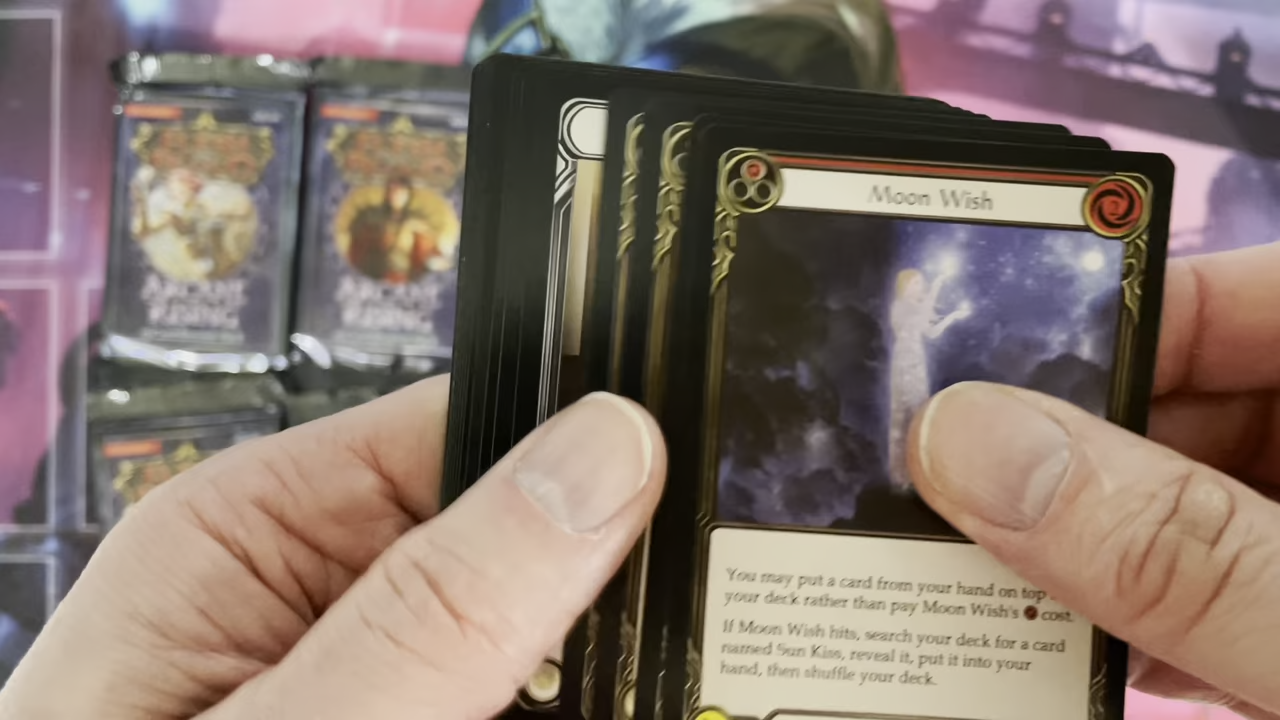 ARCANE
RISING
ARCANE
RISING
Moon Wish
2
You may put a card from your hand on top
your deck rather than pay Moon Wish's cost.
If Moon Wish hits, search your deck for a card
named Sun Kiss, reveal it, put it into your
hand, then shuffle your deck.